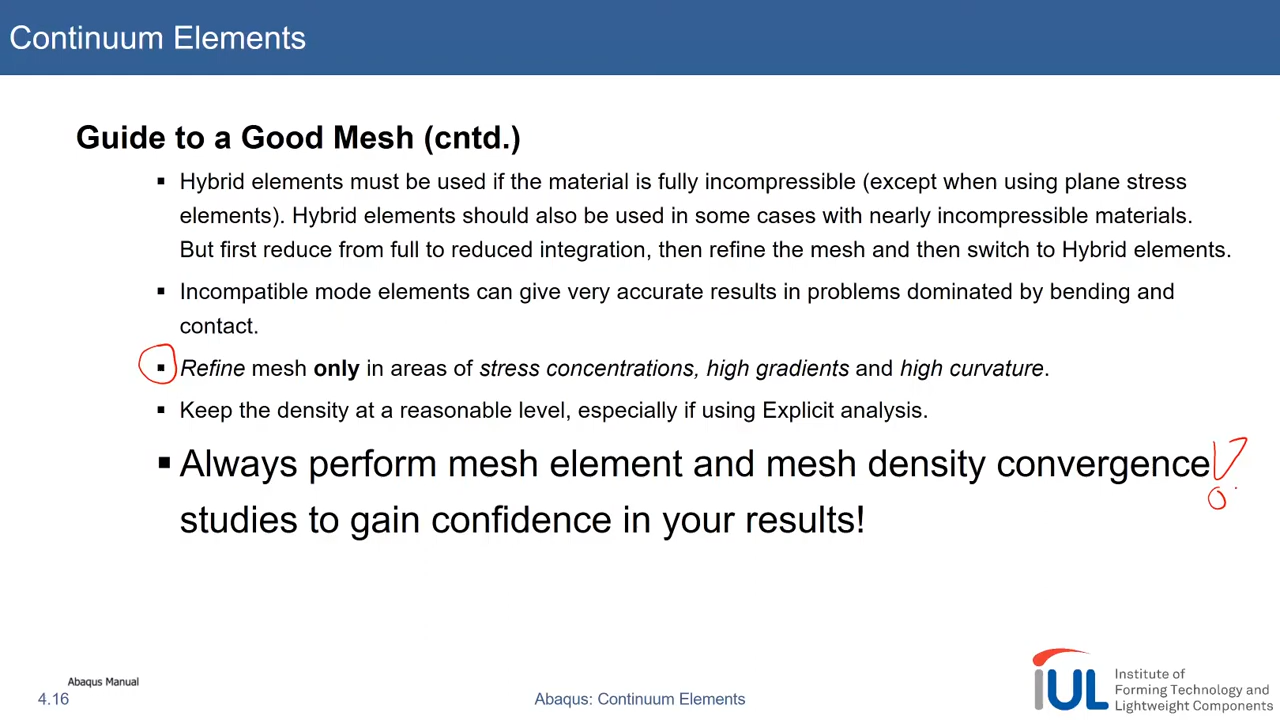 Continuum Elements
Guide to a Good Mesh (cntd.)
▪ Hybrid elements must be used if the material is fully incompressible (except when using plane stress
elements). Hybrid elements should also be used in some cases with nearly incompressible materials.
But first reduce from full to reduced integration, then refine the mesh and then switch to Hybrid elements.
▪ Incompatible mode elements can give very accurate results in problems dominated by bending and
contact.
▪ Refine mesh only in areas of stress concentrations, high gradients and high curvature.
▪ Keep the density at a reasonable level, especially if using Explicit analysis.
▪ Always perform mesh element and mesh density convergence
studies to gain confidence in your results!
Abaqus Manual
4.16
Abaqus: Continuum Elements
IUL
Institute of
Forming Technology and
Lightweight Components